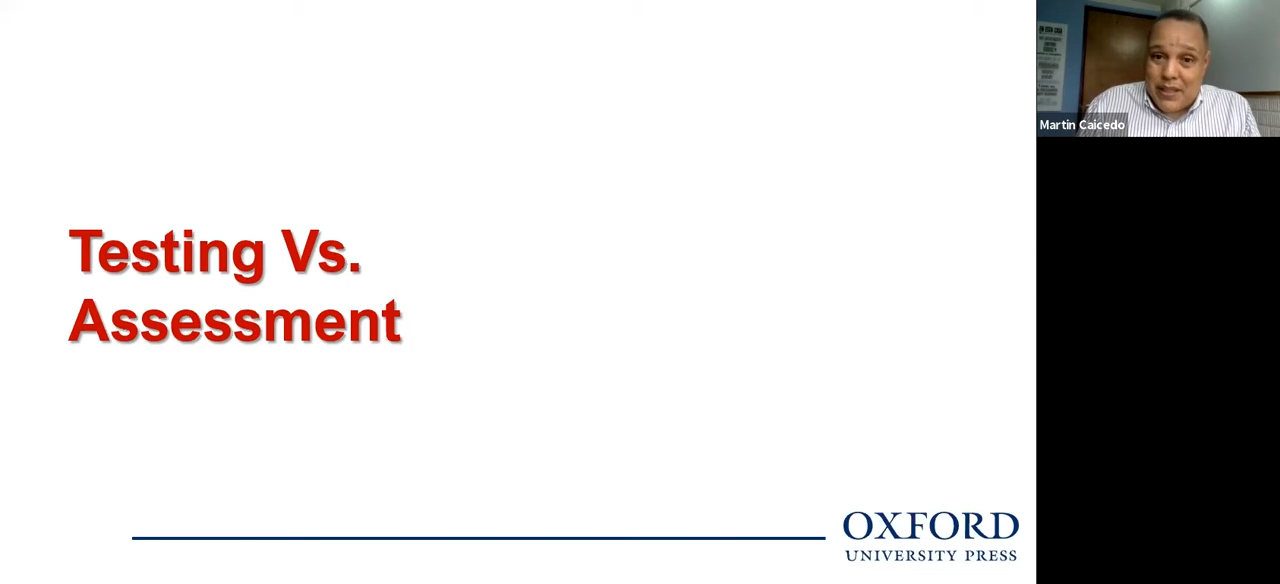 Testing Vs.
Assessment
OXFORD
UNIVERSITY PRESS
Martin Caicedo